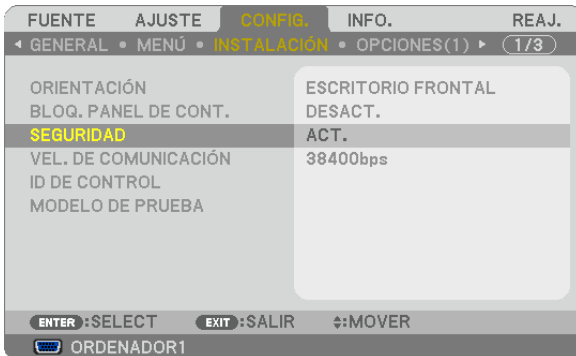 FUENTE AJUSTE CONFIG. INFO. REAJ.
◄ GENERAL • MENÚ • INSTALACIÓN • OPCIONES(1) ► 1/3
ORIENTACIÓN ESCRITORIO FRONTAL
BLOQ. PANEL DE CONT. DESACT.
SEGURIDAD ACT.
VEL. DE COMUNICACIÓN 38400bps
ID DE CONTROL
MODELO DE PRUEBA
ENTER :SELECT EXIT :SALIR ♦:MOVER
ORDENADOR1